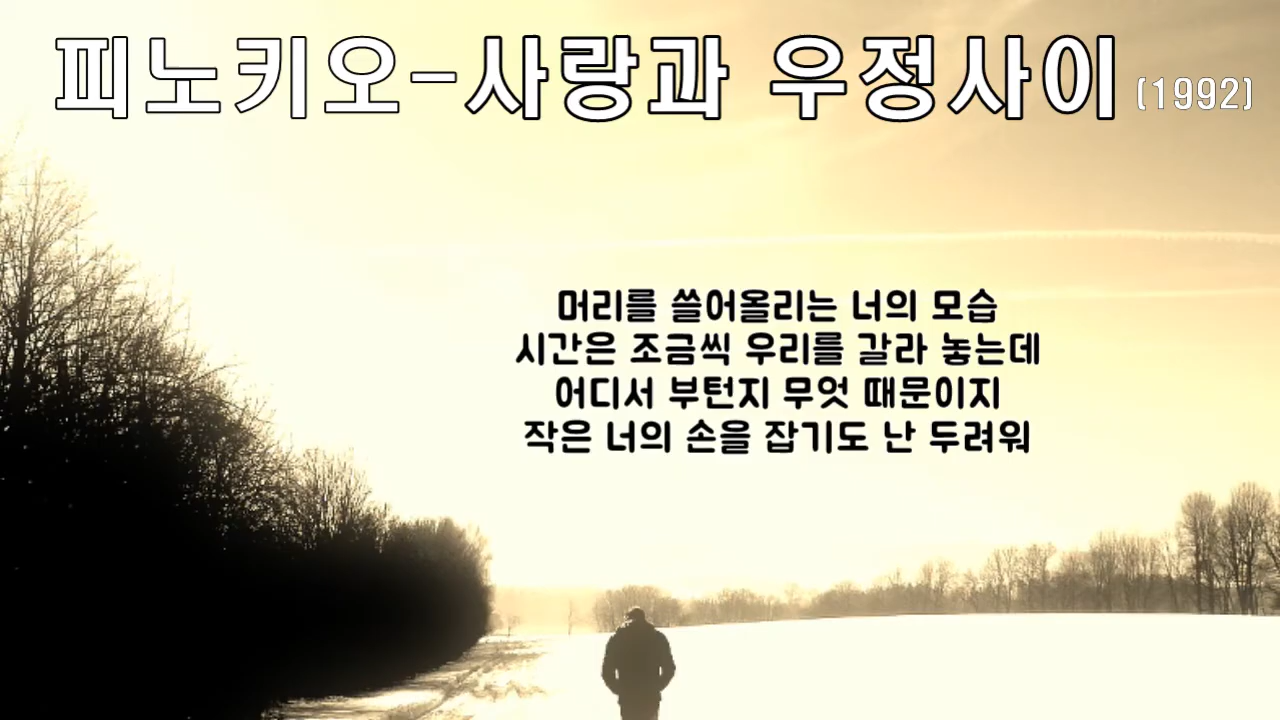 피노키오-사랑과 우정사이 (1992)
머리를 쓸어올리는 너의 모습
시간은 조금씩 우리를 갈라 놓는데
어디서 부턴지 무엇 때문이지
작은 너의 손을 잡기도 난 두려워